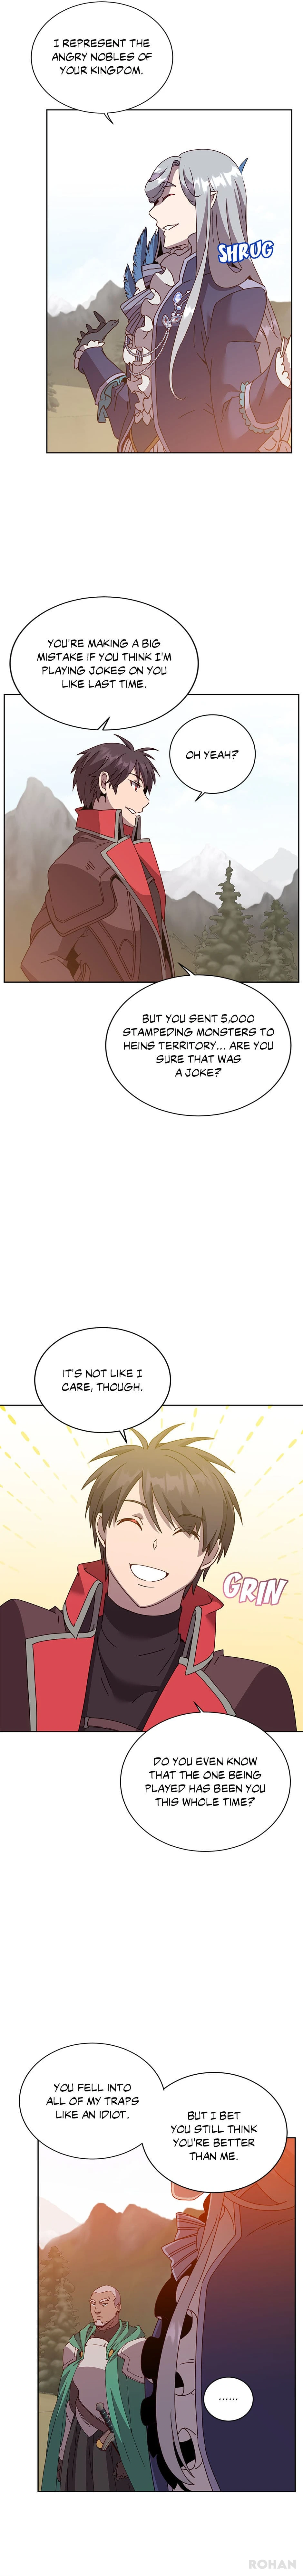 I REPRESENT THE
ANGRY NOBLES OF
YOUR KINGDOM.
SHRUG
YOU'RE MAKING A BIG
MISTAKE IF YOU THINK I'M
PLAYING JOKES ON YOU
LIKE LAST TIME.
OH YEAH?
BUT YOU SENT 5,000
STAMPEDING MONSTERS TO
HEINS TERRITORY... ARE YOU
SURE THAT WAS
A JOKE?
IT'S NOT LIKE I
CARE, THOUGH.
GRIN
DO YOU EVEN KNOW
THAT THE ONE BEING
PLAYED HAS BEEN YOU
THIS WHOLE TIME?
YOU FELL INTO
ALL OF MY TRAPS
LIKE AN IDIOT.
BUT I BET
YOU STILL THINK
YOU'RE BETTER
THAN ME.
......
ROHAN